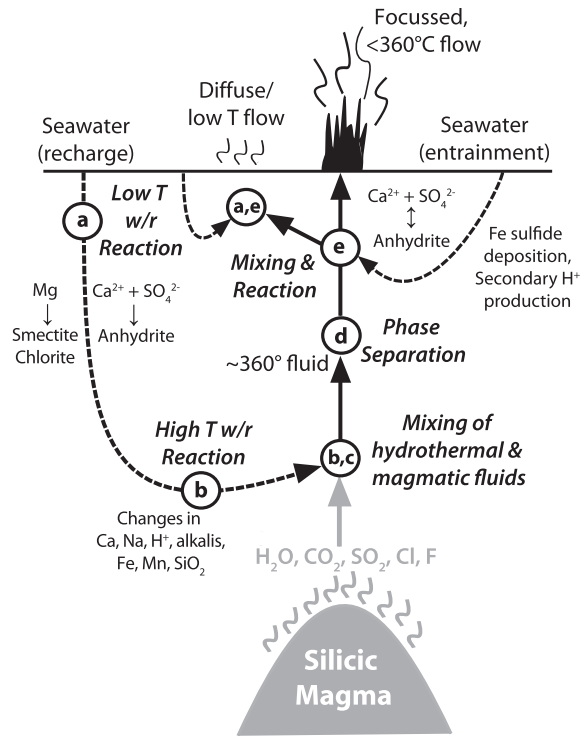 Focussed,
<360°C flow
Diffuse/
low T flow
Seawater
(recharge)
Seawater
(entrainment)
a
Low T
w/r
Reaction
a,e
Ca²⁺ + SO₄²⁻
↕
Anhydrite
e
Mixing &
Reaction
Fe sulfide
deposition,
Secondary H⁺
production
Mg
↓
Smectite
Chlorite
Ca²⁺ + SO₄²⁻
↓
Anhydrite
d
Phase
Separation
~360° fluid
High T w/r
Reaction
b
b,c
Mixing of
hydrothermal &
magmatic fluids
Changes in
Ca, Na, H⁺, alkalis,
Fe, Mn, SiO₂
H₂O, CO₂, SO₂, Cl, F
Silicic
Magma